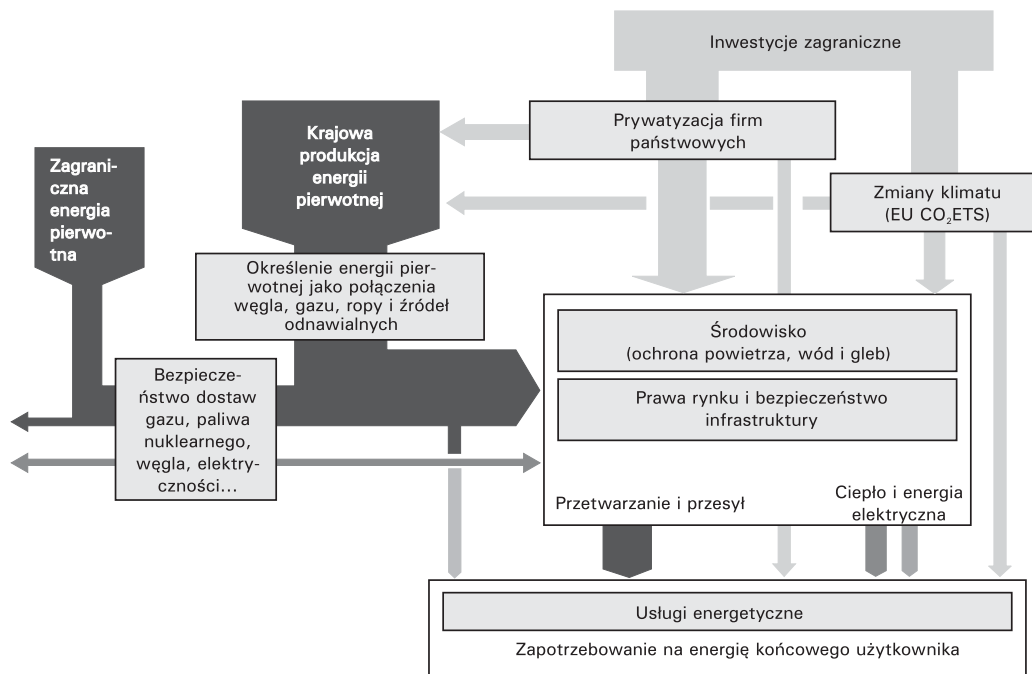 Inwestycje zagraniczne
Prywatyzacja firm
państwowych
Krajowa
produkcja
energii
pierwotnej
Zagrani-
czna
energia
pierwo-
tna
Zmiany klimatu
(EU CO₂ETS)
Określenie energii pier-
wotnej jako połączenia
węgla, gazu, ropy i źródeł
odnawialnych
Środowisko
(ochrona powietrza, wód i gleb)
Bezpiecze-
ństwo dostaw
gazu, paliwa
nuklearnego,
węgla, elektry-
czności...
Prawa rynku i bezpieczeństwo
infrastruktury
Przetwarzanie i przesył
Ciepło i energia
elektryczna
Usługi energetyczne
Zapotrzebowanie na energię końcowego użytkownika